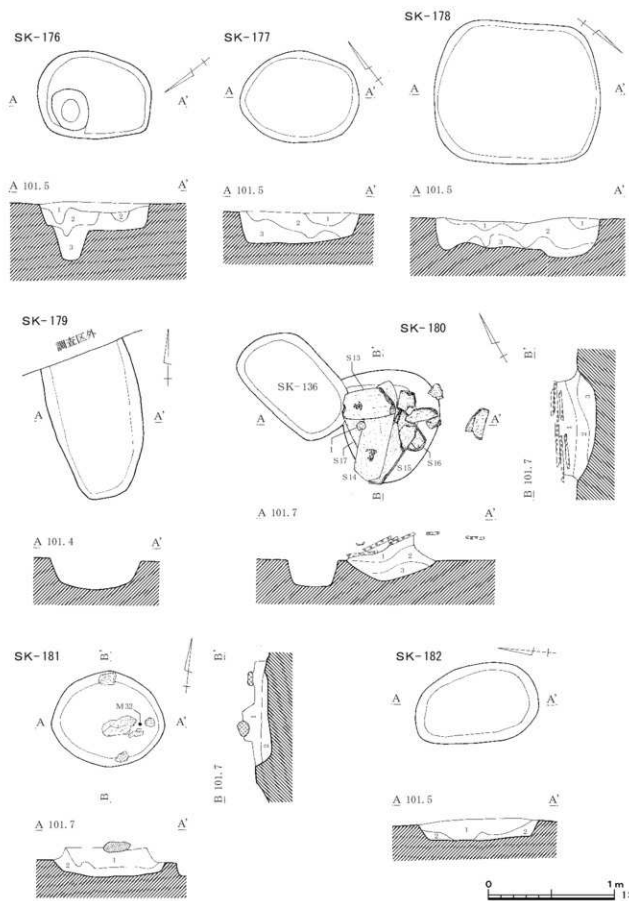 SK-176
A A'
A 101.5 A'
1 2 2 3
SK-177
A A'
A 101.5 A'
1 2 3
SK-178
A A'
A 101.5 A'
1 1 2 3
SK-179
調査区外
A A'
A 101.4 A'
SK-180
SK-136
S13
B'
A A'
1
S17
S14
S15
S16
B
A 101.7 A'
1 2 3
B'
1 2 3
B 101.7
SK-181
B'
M32
A A'
B
A 101.7 A'
1 2
B'
1
B 101.7
SK-182
A A'
A 101.5 A'
1 2 2
0 1m